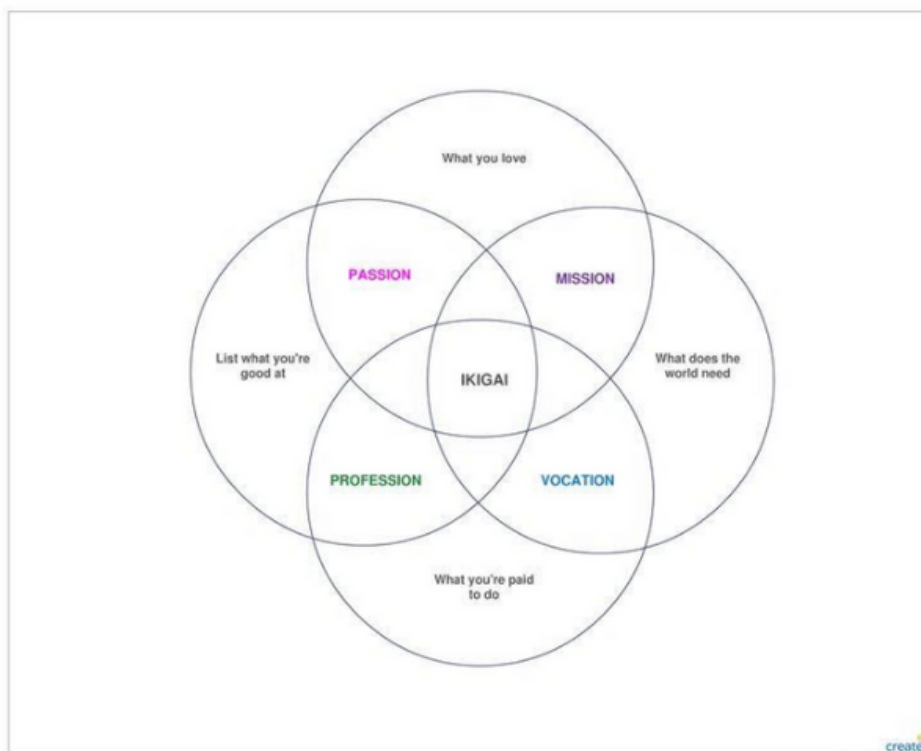 What you love
PASSION
MISSION
List what you're
good at
IKIGAI
What does the
world need
PROFESSION
VOCATION
What you're paid
to do